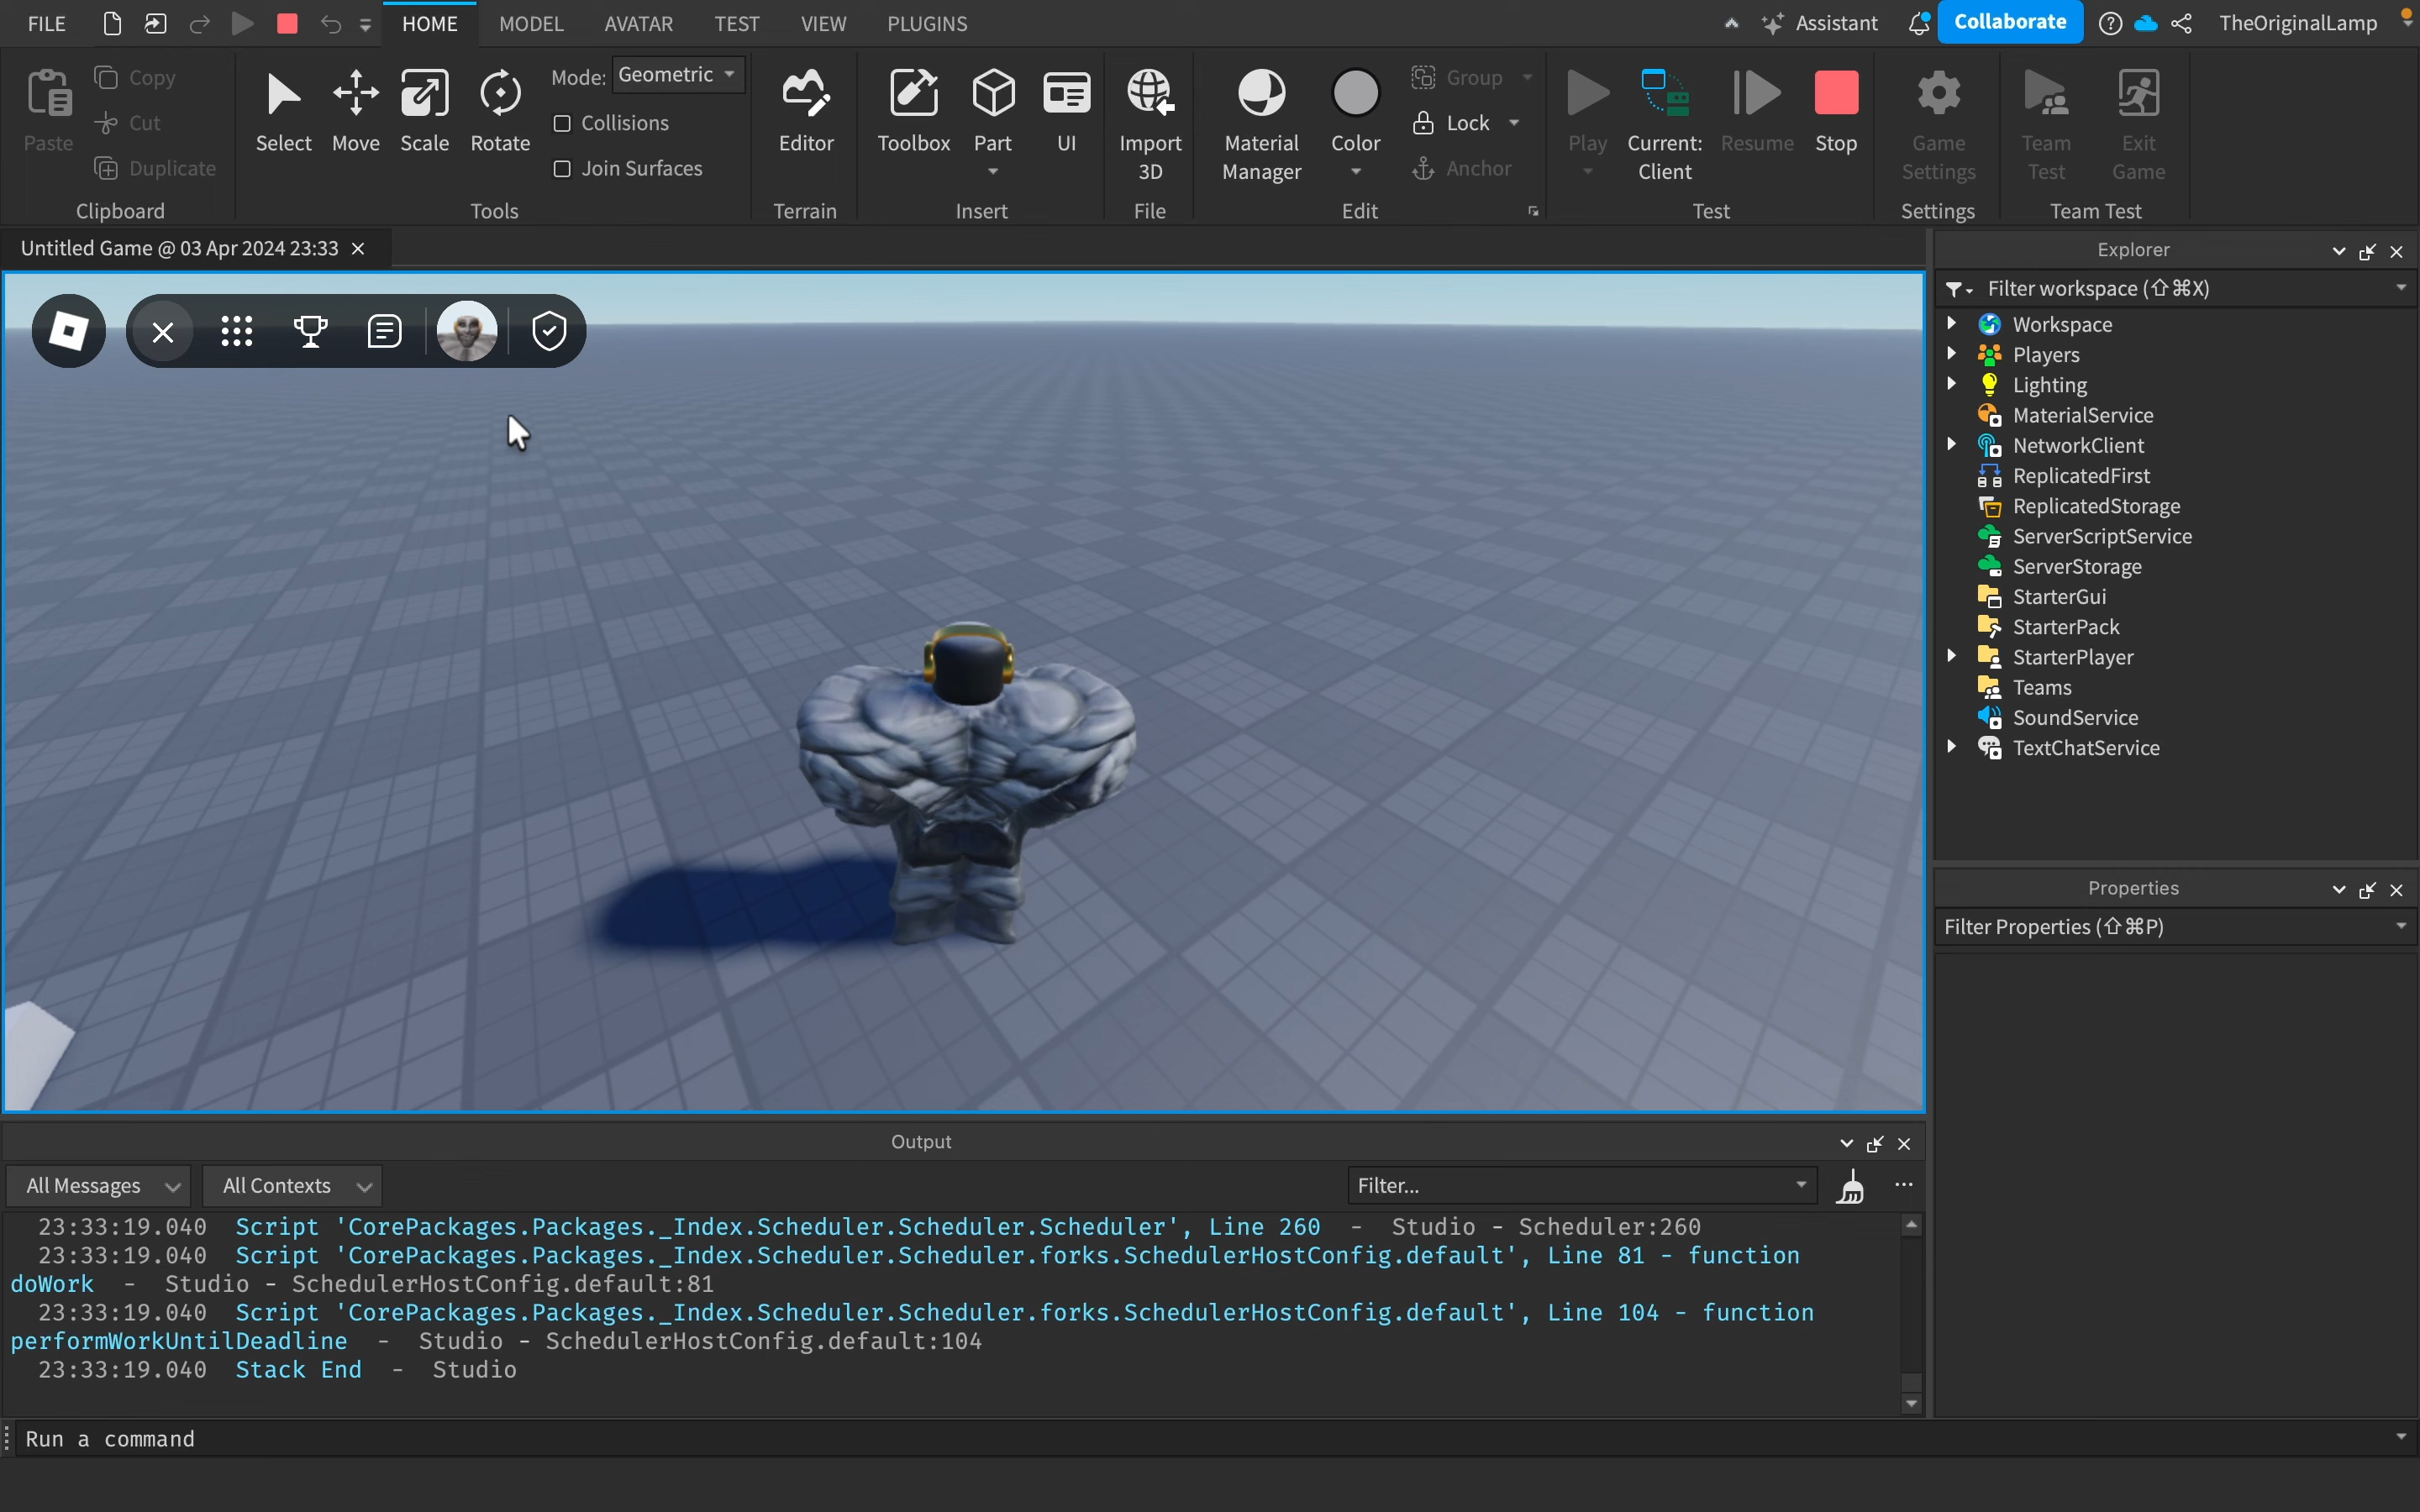 FILE HOME MODEL AVATAR TEST VIEW PLUGINS Assistant Collaborate TheOriginalLamp
Paste Copy Cut Duplicate
Clipboard
Select Move Scale Rotate Mode: Geometric
Collisions
Join Surfaces
Tools
Editor
Terrain
Toolbox Part UI
Insert
Import
3D
File
Material
Manager
Color
Group
Lock
Anchor
Edit
Play
Current:
Client
Resume
Stop
Test
Game
Settings
Settings
Team
Test
Exit
Game
Team Test
Untitled Game @ 03 Apr 2024 23:33
Explorer
Filter workspace (⇧⌘X)
Workspace
Players
Lighting
MaterialService
NetworkClient
ReplicatedFirst
ReplicatedStorage
ServerScriptService
ServerStorage
StarterGui
StarterPack
StarterPlayer
Teams
SoundService
TextChatService
Properties
Filter Properties (⇧⌘P)
Output
All Messages All Contexts Filter...
23:33:19.040 Script 'CorePackages.Packages._Index.Scheduler.Scheduler.Scheduler', Line 260 - Studio - Scheduler:260
23:33:19.040 Script 'CorePackages.Packages._Index.Scheduler.Scheduler.forks.SchedulerHostConfig.default', Line 81 - function
doWork - Studio - SchedulerHostConfig.default:81
23:33:19.040 Script 'CorePackages.Packages._Index.Scheduler.Scheduler.forks.SchedulerHostConfig.default', Line 104 - function
performWorkUntilDeadline - Studio - SchedulerHostConfig.default:104
23:33:19.040 Stack End - Studio
Run a command